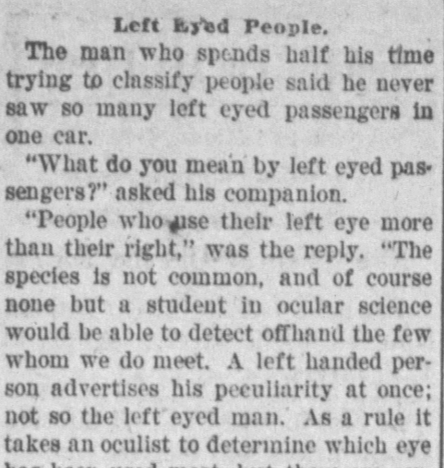 Left Eyed People.
The man who spends half his time
trying to classify people said he never
saw so many left eyed passengers in
one car.
"What do you mean by left eyed pas-
sengers?" asked his companion.
"People who use their left eye more
than their right," was the reply. "The
species is not common, and of course
none but a student in ocular science
would be able to detect offhand the few
whom we do meet. A left handed per-
son advertises his peculiarity at once;
not so the left eyed man. As a rule it
takes an oculist to determine which eye